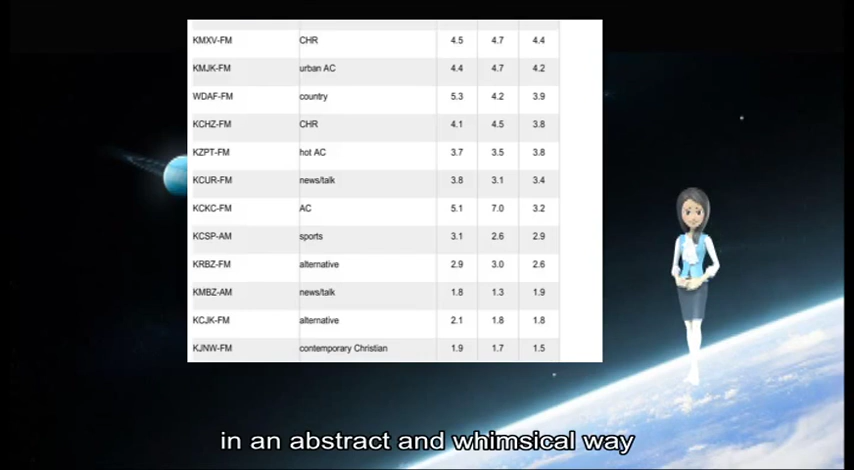 KMXV-FM CHR 4.5 4.7 4.4
KMJK-FM urban AC 4.4 4.7 4.2
WDAF-FM country 5.3 4.2 3.9
KCHZ-FM CHR 4.1 4.5 3.8
KZPT-FM hot AC 3.7 3.5 3.8
KCUR-FM news/talk 3.8 3.1 3.4
KCKC-FM AC 5.1 7.0 3.2
KCSP-AM sports 3.1 2.6 2.9
KRBZ-FM alternative 2.9 3.0 2.6
KMBZ-AM news/talk 1.8 1.3 1.9
KCJK-FM alternative 2.1 1.8 1.8
KJNW-FM contemporary Christian 1.9 1.7 1.5
in an abstract and whimsical way